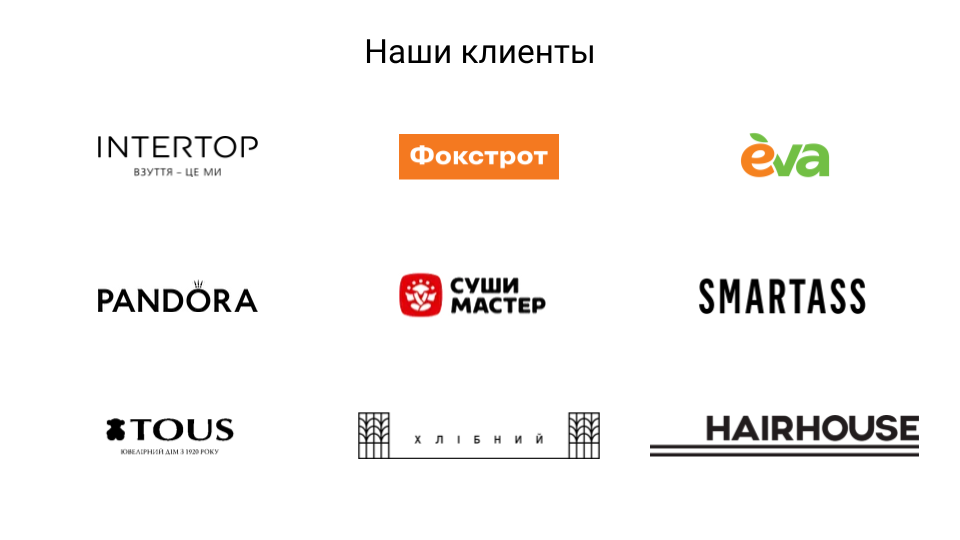 Наши клиенты
INTERTOP
ВЗУТТЯ – ЦЕ МИ
Фокстрот
èva
PANDORA
СУШИ
МАСТЕР
SMARTASS
TOUS
ЮВЕЛІРНИЙ ДІМ З 1920 РОКУ
ХЛІБНИЙ
HAIRHOUSE